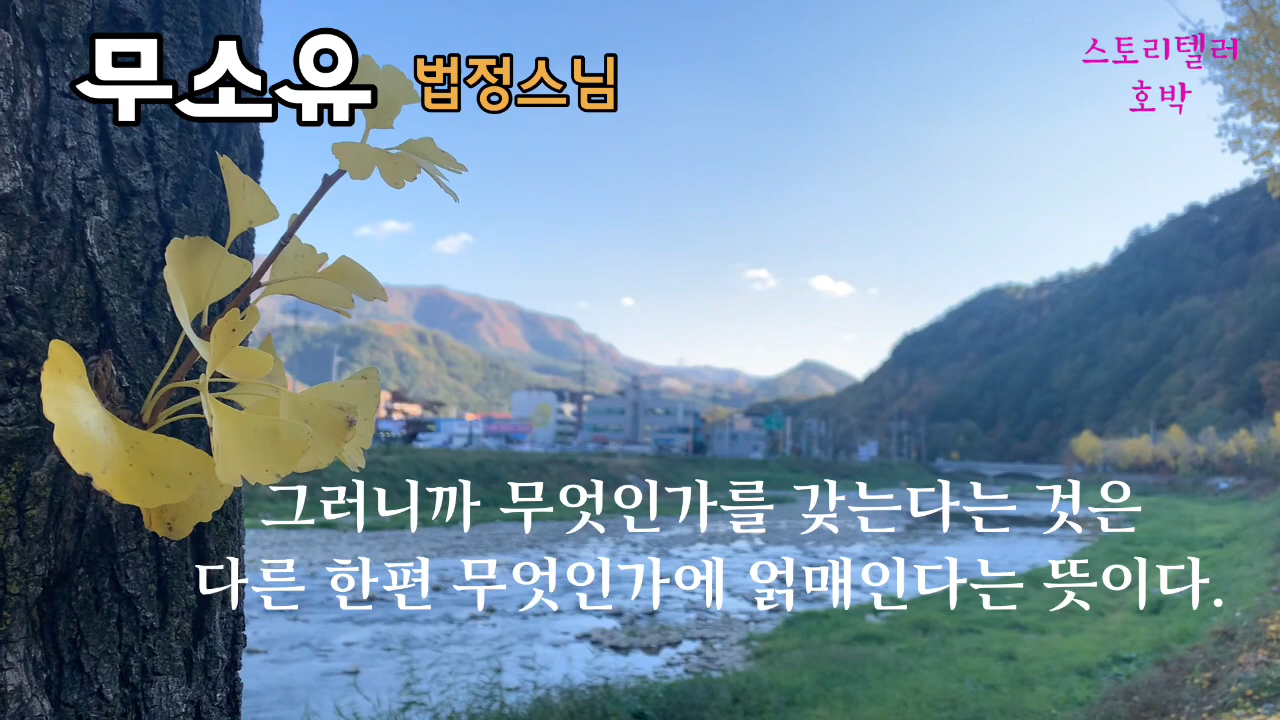 무소유 법정스님
스토리텔러
호박
그러니까 무엇인가를 갖는다는 것은
다른 한편 무엇인가에 얽매인다는 뜻이다.